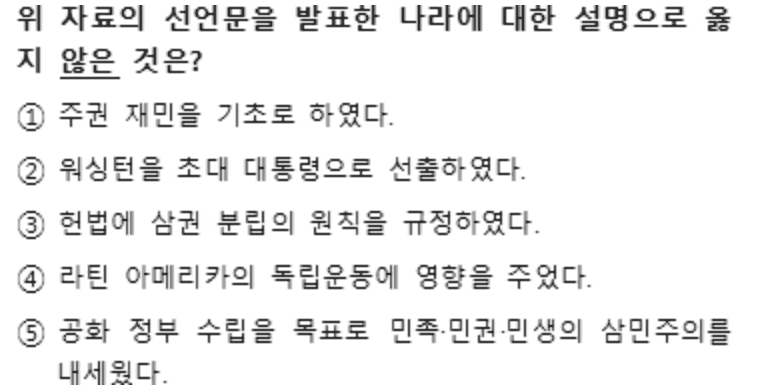 위 자료의 선언문을 발표한 나라에 대한 설명으로 옳
지 않은 것은?
① 주권 재민을 기초로 하였다.
② 워싱턴을 초대 대통령으로 선출하였다.
③ 헌법에 삼권 분립의 원칙을 규정하였다.
④ 라틴 아메리카의 독립운동에 영향을 주었다.
⑤ 공화 정부 수립을 목표로 민족·민권·민생의 삼민주의를
내세웠다.